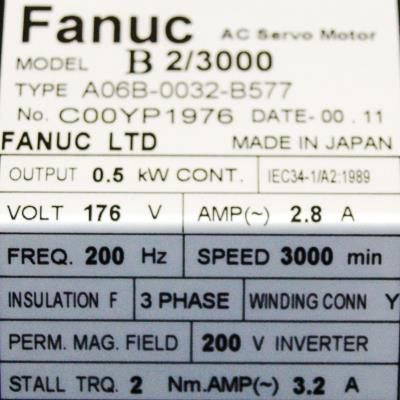 Fanuc AC Servo Motor
MODEL B 2/3000
TYPE A06B-0032-B577
No. C00YP1976 DATE- 00.11
FANUC LTD MADE IN JAPAN
OUTPUT 0.5 kW CONT. IEC34-1/A2:1989
VOLT 176 V AMP(~) 2.8 A
FREQ. 200 Hz SPEED 3000 min
INSULATION F 3 PHASE WINDING CONN Y
PERM. MAG. FIELD 200 V INVERTER
STALL TRQ. 2 Nm.AMP(~) 3.2 A